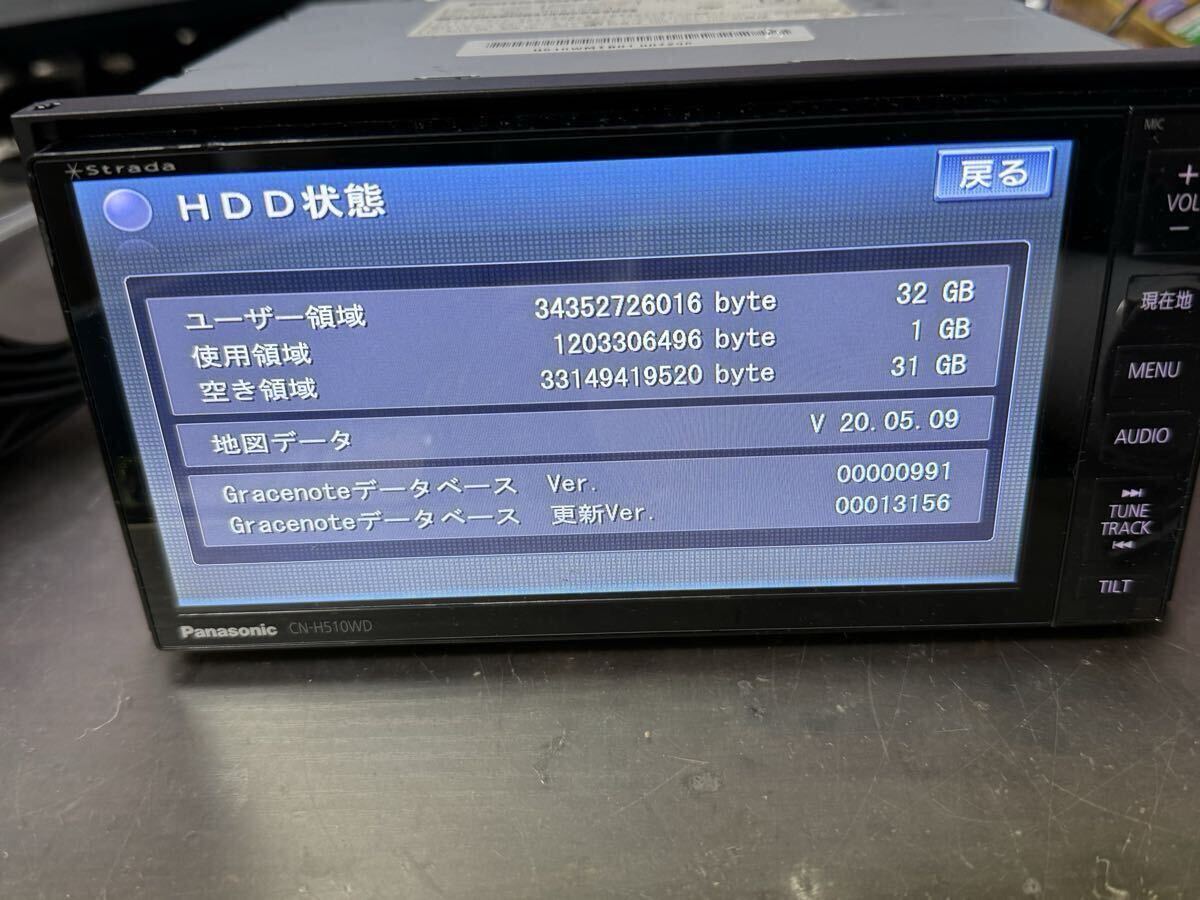 Strada
HDD状態
戻る
ユーザー領域 34352726016 byte 32 GB
使用領域 1203306496 byte 1 GB
空き領域 33149419520 byte 31 GB
地図データ V 20.05.09
Gracenoteデータベース Ver. 00000991
Gracenoteデータベース 更新Ver. 00013156
Panasonic CN-H510WD
MIC
+
VOL
−
現在地
MENU
AUDIO
TUNE
TRACK
TILT